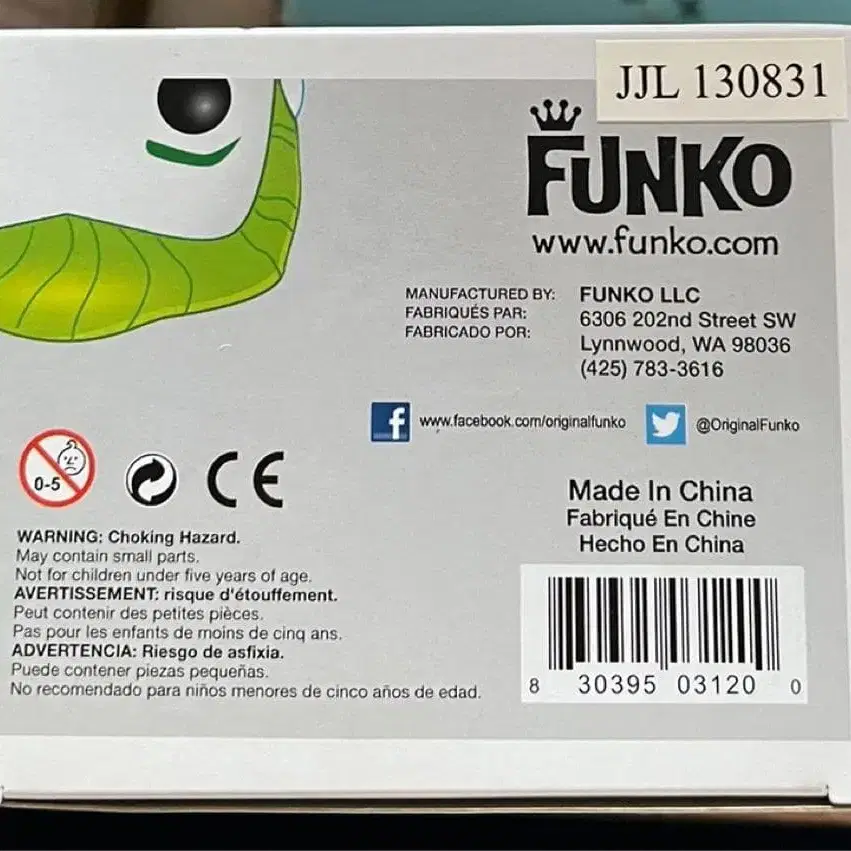 JJL 130831
FUNKO
www.funko.com
MANUFACTURED BY: FUNKO LLC
FABRIQUÉS PAR: 6306 202nd Street SW
FABRICADO POR: Lynnwood, WA 98036
(425) 783-3616
f www.facebook.com/originalfunko @OriginalFunko
0-5
CE
Made In China
Fabriqué En Chine
Hecho En China
WARNING: Choking Hazard.
May contain small parts.
Not for children under five years of age.
AVERTISSEMENT: risque d'étouffement.
Peut contenir des petites pièces.
Pas pour les enfants de moins de cinq ans.
ADVERTENCIA: Riesgo de asfixia.
Puede contener piezas pequeñas.
No recomendado para niños menores de cinco años de edad.
8 30395 03120 0